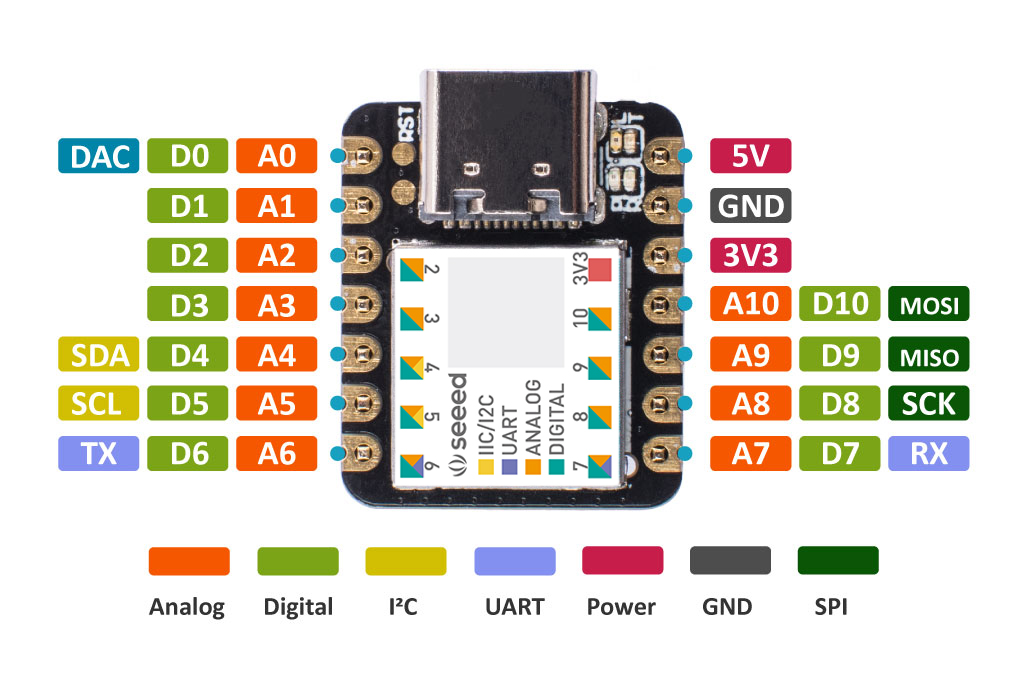 RST
DAC D0 A0 5V
D1 A1 GND
D2 A2 3V3
D3 A3 A10 D10 MOSI
SDA D4 A4 A9 D9 MISO
SCL D5 A5 A8 D8 SCK
TX D6 A6 A7 D7 RX
2
3
4
5
6
3V3
10
9
8
7
seeed
IIC/I2C
UART
ANALOG
DIGITAL
Analog Digital I²C UART Power GND SPI